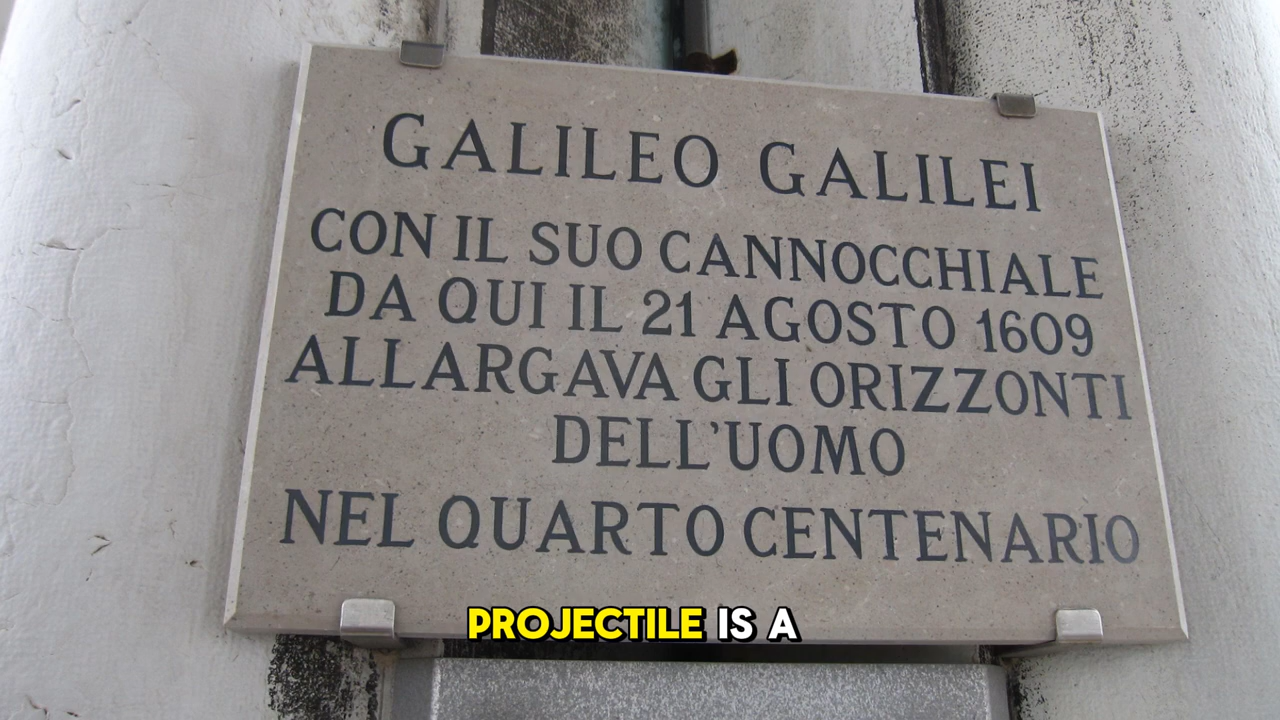 GALILEO GALILEI
CON IL SUO CANNOCCHIALE
DA QUI IL 21 AGOSTO 1609
ALLARGAVA GLI ORIZZONTI
DELL'UOMO
NEL QUARTO CENTENARIO
PROJECTILE IS A